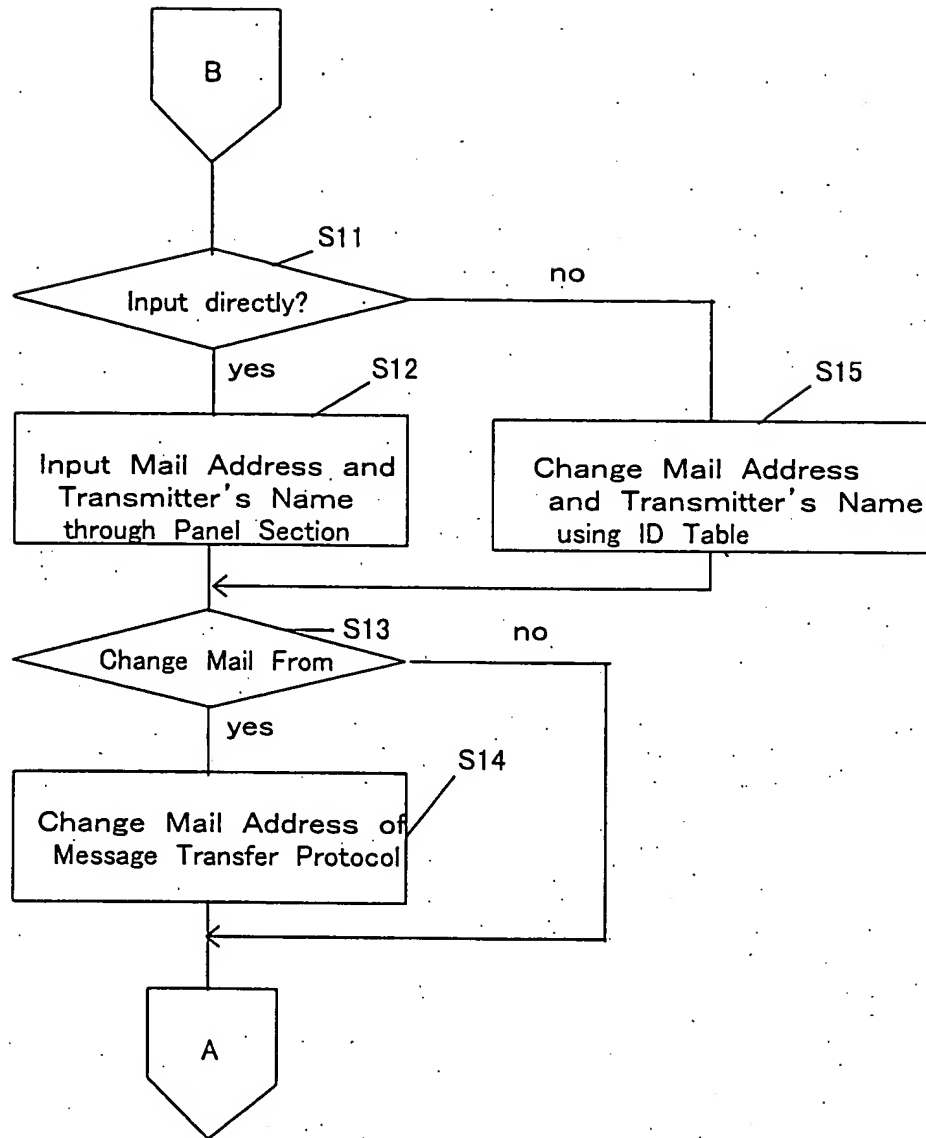 B
S11
Input directly?
no
yes
S12
Input Mail Address and
Transmitter's Name
through Panel Section
S15
Change Mail Address
and Transmitter's Name
using ID Table
S13
Change Mail From
no
yes
S14
Change Mail Address of
Message Transfer Protocol
A